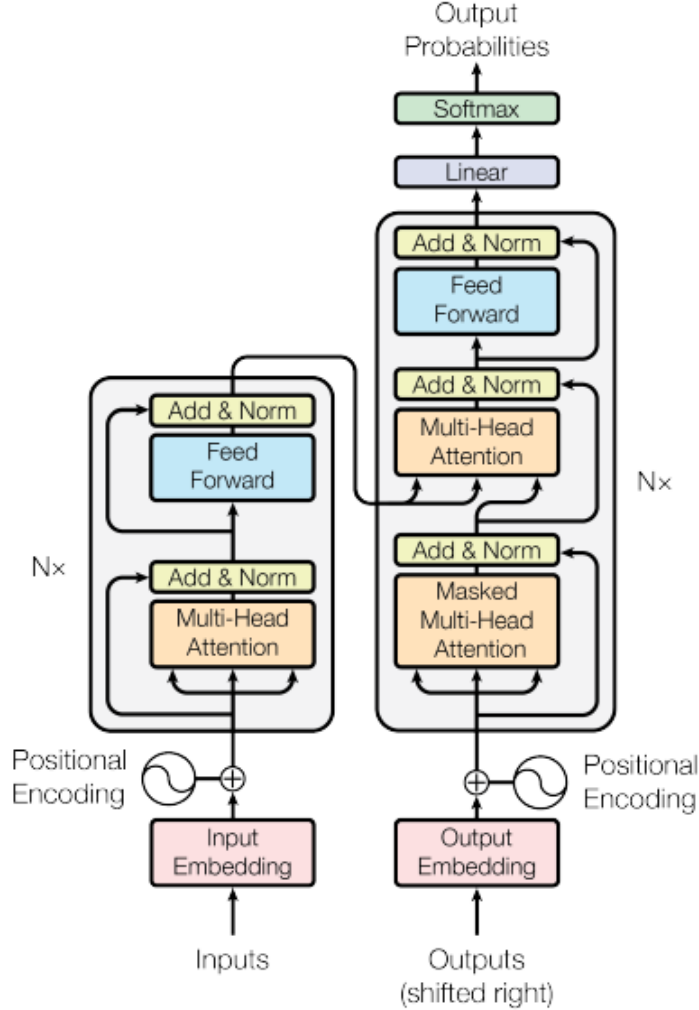 Output
Probabilities
Softmax
Linear
Add & Norm
Feed
Forward
Add & Norm
Multi-Head
Attention
Add & Norm
Masked
Multi-Head
Attention
N×
Add & Norm
Feed
Forward
Add & Norm
Multi-Head
Attention
N×
Positional
Encoding
Positional
Encoding
Input
Embedding
Output
Embedding
Inputs
Outputs
(shifted right)